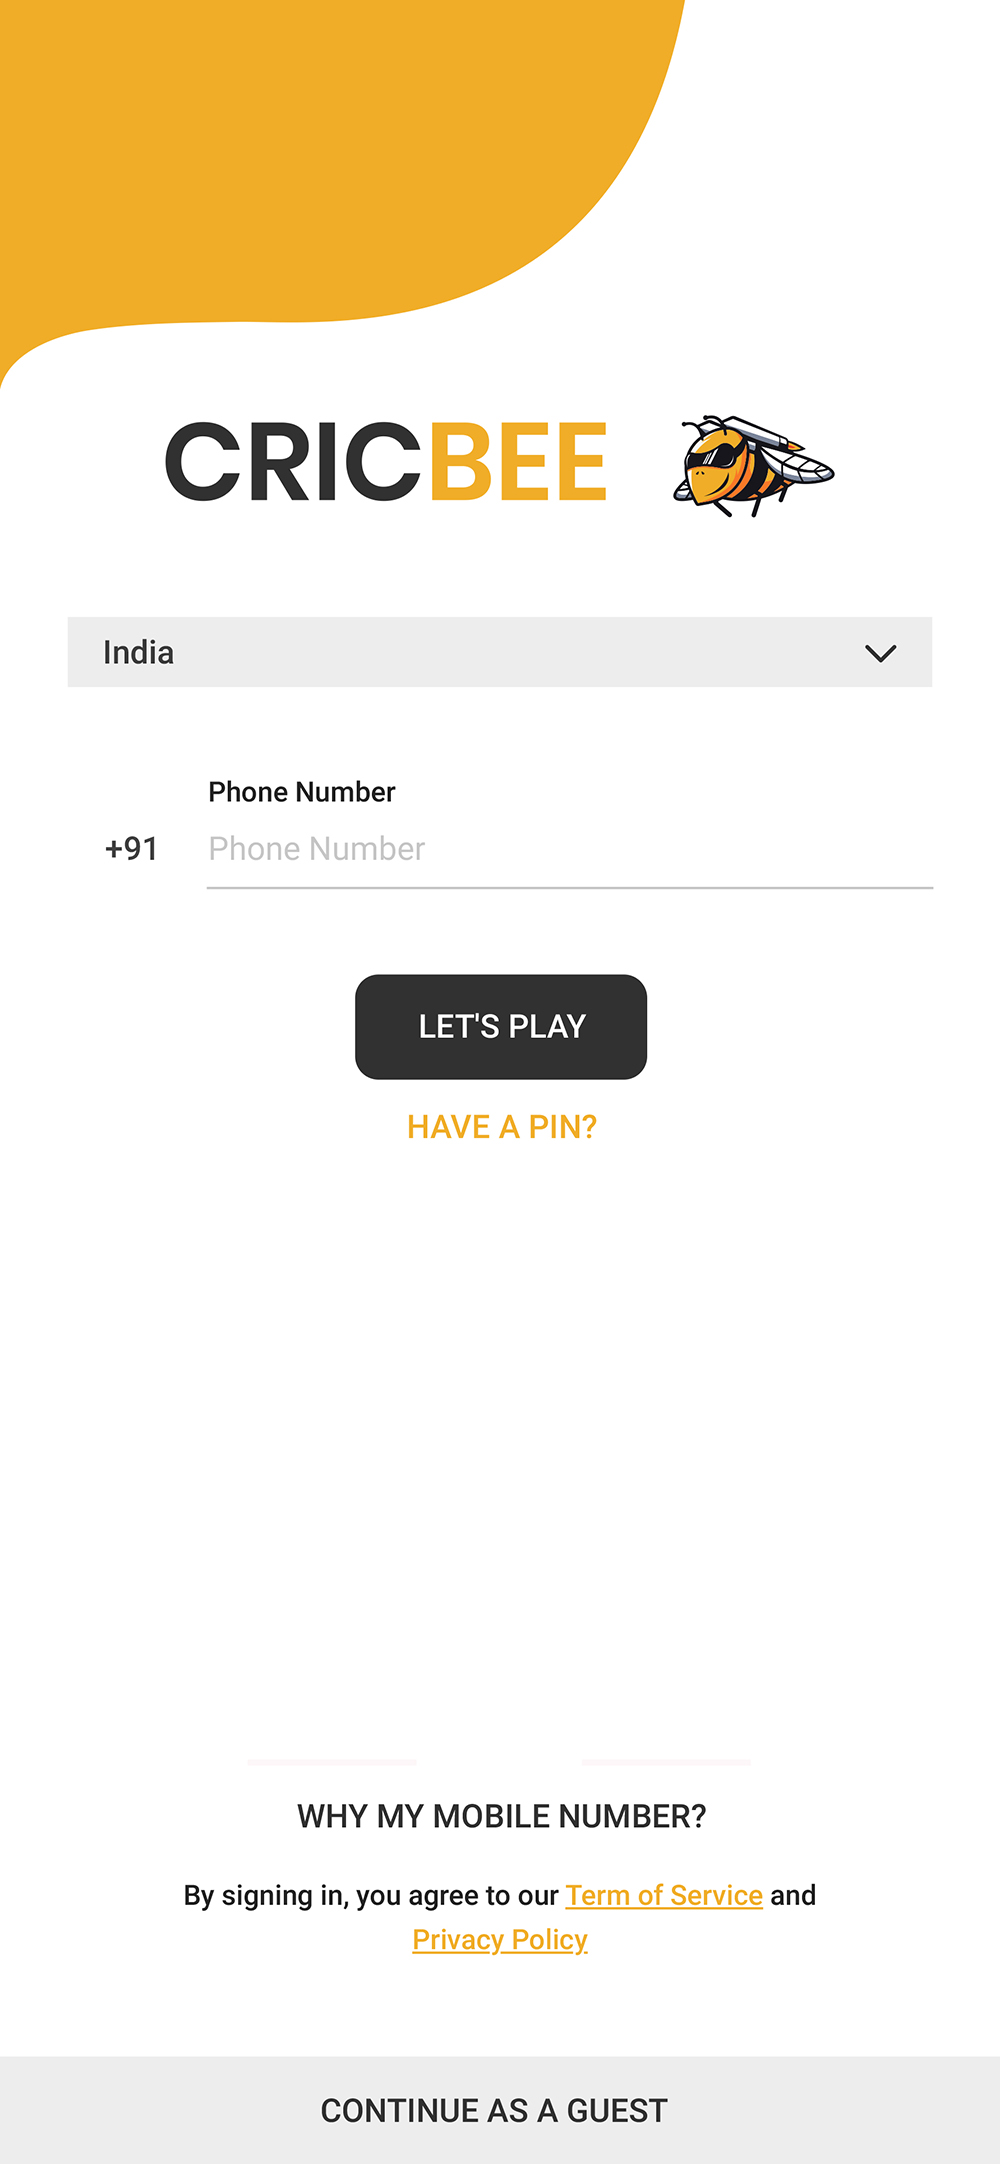 CRICBEE
India
Phone Number
+91 Phone Number
LET'S PLAY
HAVE A PIN?
WHY MY MOBILE NUMBER?
By signing in, you agree to our Term of Service and
Privacy Policy
CONTINUE AS A GUEST